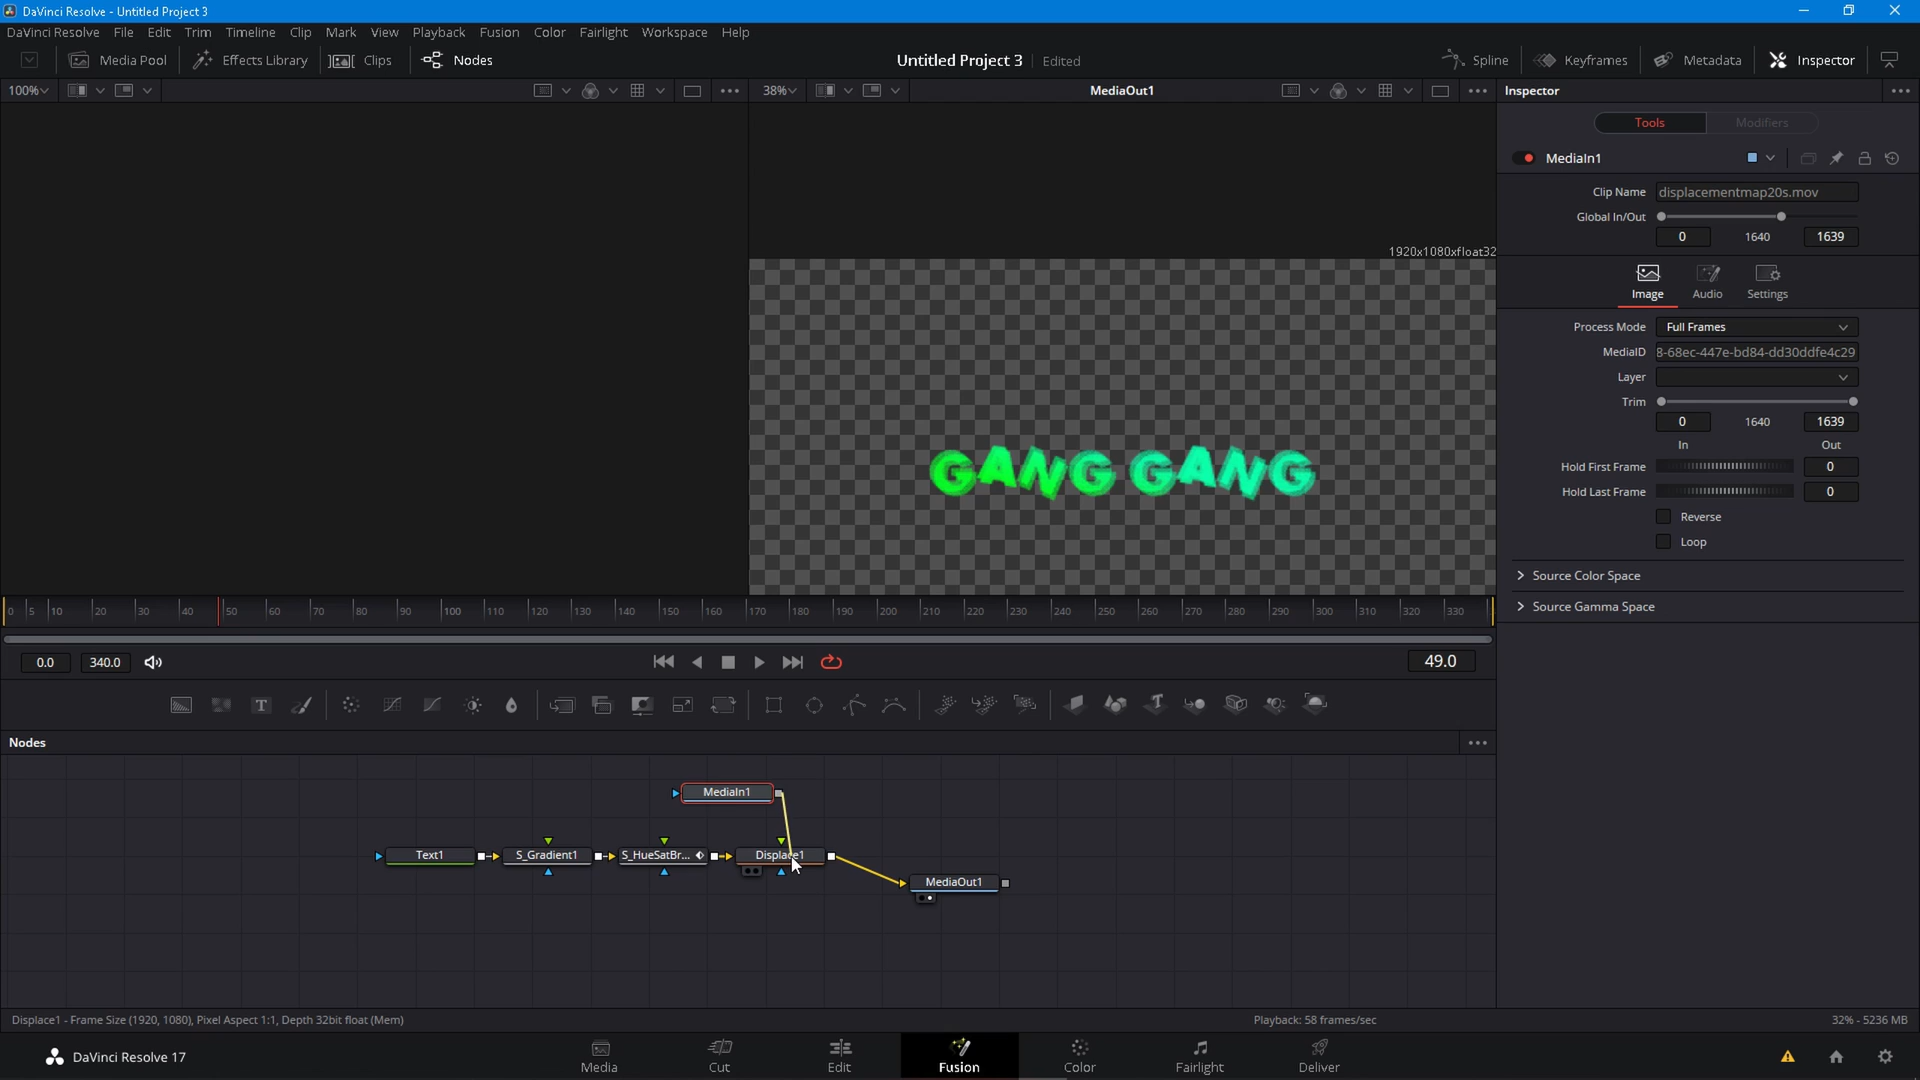 DaVinci Resolve - Untitled Project 3
DaVinci Resolve File Edit Trim Timeline Clip Mark View Playback Fusion Color Fairlight Workspace Help
Media Pool Effects Library Clips Nodes Untitled Project 3 Edited Spline Keyframes Metadata Inspector
100% 38% MediaOut1 Inspector
Tools Modifiers
MediaIn1
Clip Name displacementmap20s.mov
Global In/Out
0 1640 1639
1920x1080xfloat32
Image Audio Settings
Process Mode Full Frames
MediaID 8-68ec-447e-bd84-dd30ddfe4c29
Layer
Trim
0 1640 1639
In Out
GANG GANG
Hold First Frame 0
Hold Last Frame 0
Reverse
Loop
Source Color Space
Source Gamma Space
0 5 10 20 30 40 50 60 70 80 90 100 110 120 130 140 150 160 170 180 190 200 210 220 230 240 250 260 270 280 290 300 310 320 330
0.0 340.0 49.0
Nodes
MediaIn1
Text1 S_Gradient1 S_HueSatBr... Displace1
MediaOut1
Displace1 - Frame Size (1920, 1080), Pixel Aspect 1:1, Depth 32bit float (Mem) Playback: 58 frames/sec 32% - 5236 MB
DaVinci Resolve 17 Media Cut Edit Fusion Color Fairlight Deliver